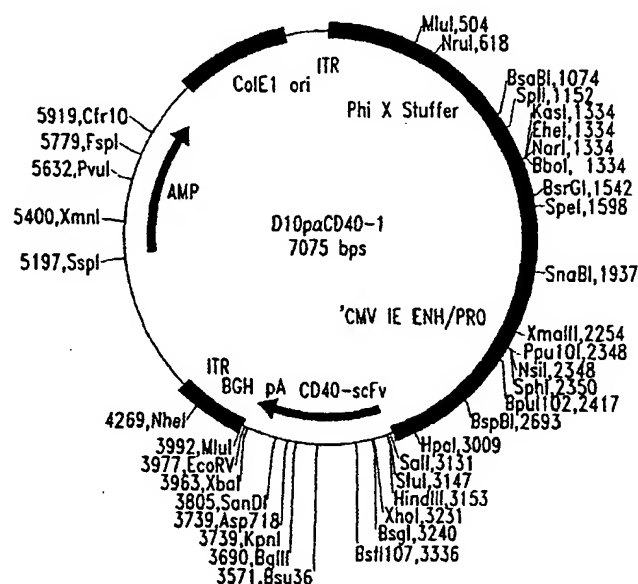 MluI,504
NruI,618
ITR
ColE1 ori
Phi X Stuffer
BsaBI,1074
SplI,1152
KasI,1334
EheI,1334
NarI,1334
BboI, 1334
BsrGI,1542
SpeI,1598
SnaBI,1937
5919,Cfr10
5779,FspI
5632,PvuI
AMP
5400,XmnI
5197,SspI
D10paCD40-1
7075 bps
'CMV IE ENH/PRO
XmaIII,2254
Ppu10I,2348
NsiI,2348
SphI,2350
BpuI102,2417
BspBI,2693
HpaI,3009
SalI,3131
StuI,3147
HindIII,3153
XhoI,3231
BsgI,3240
Bst1107,3336
ITR
BGH pA
CD40-scFv
4269,NheI
3992,MluI
3977,EcoRV
3963,XbaI
3805,SanDI
3739,Asp718
3739,KpnI
3690,BglII
3571,Bsu36